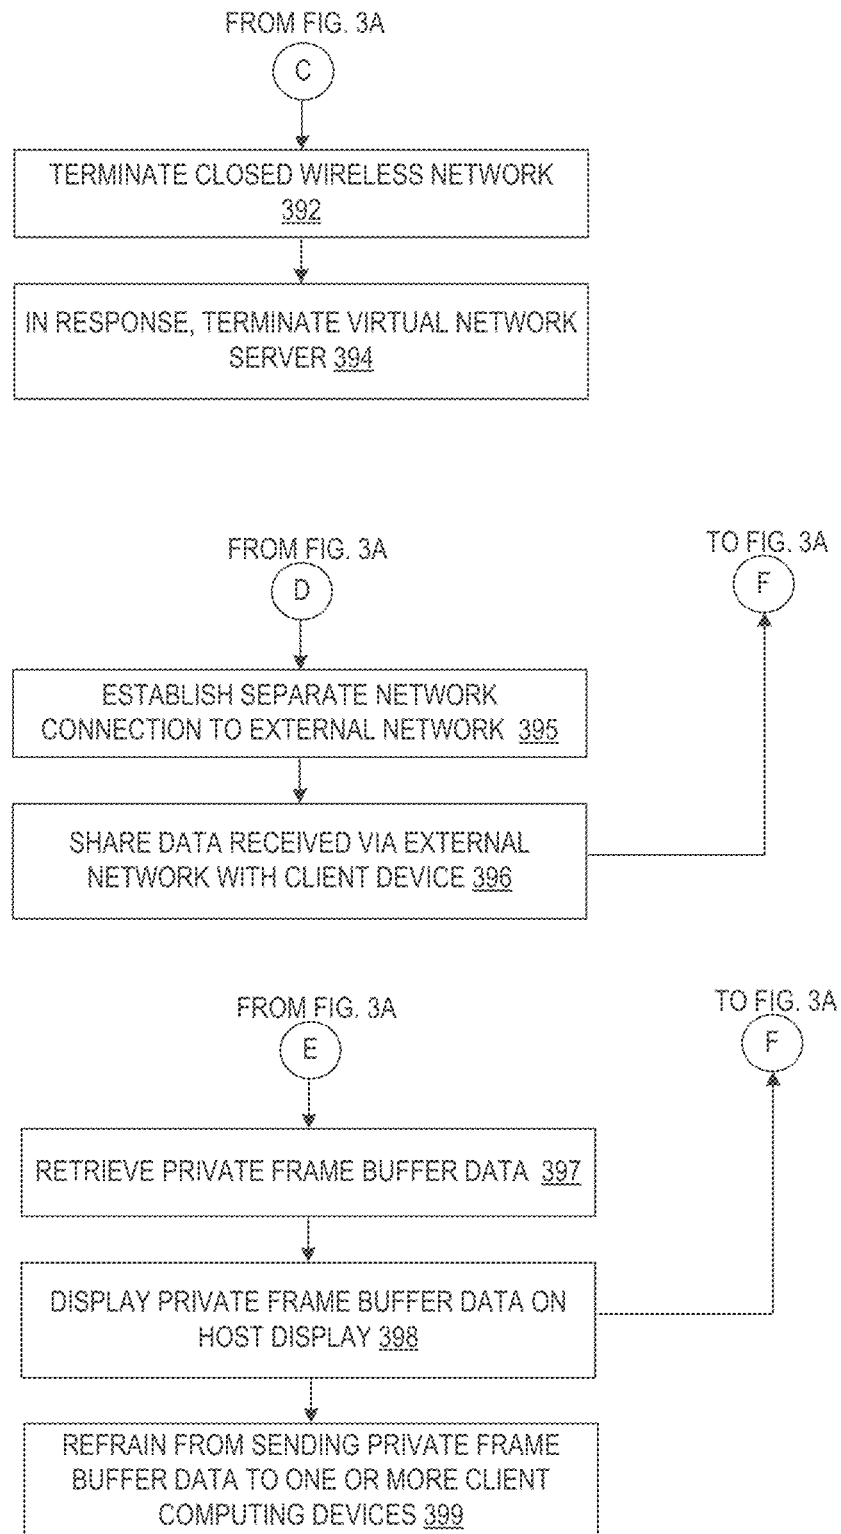 FROM FIG. 3A
C
TERMINATE CLOSED WIRELESS NETWORK
392
IN RESPONSE, TERMINATE VIRTUAL NETWORK
SERVER 394
FROM FIG. 3A
D
TO FIG. 3A
F
ESTABLISH SEPARATE NETWORK
CONNECTION TO EXTERNAL NETWORK 395
SHARE DATA RECEIVED VIA EXTERNAL
NETWORK WITH CLIENT DEVICE 396
FROM FIG. 3A
E
TO FIG. 3A
F
RETRIEVE PRIVATE FRAME BUFFER DATA 397
DISPLAY PRIVATE FRAME BUFFER DATA ON
HOST DISPLAY 398
REFRAIN FROM SENDING PRIVATE FRAME
BUFFER DATA TO ONE OR MORE CLIENT
COMPUTING DEVICES 399